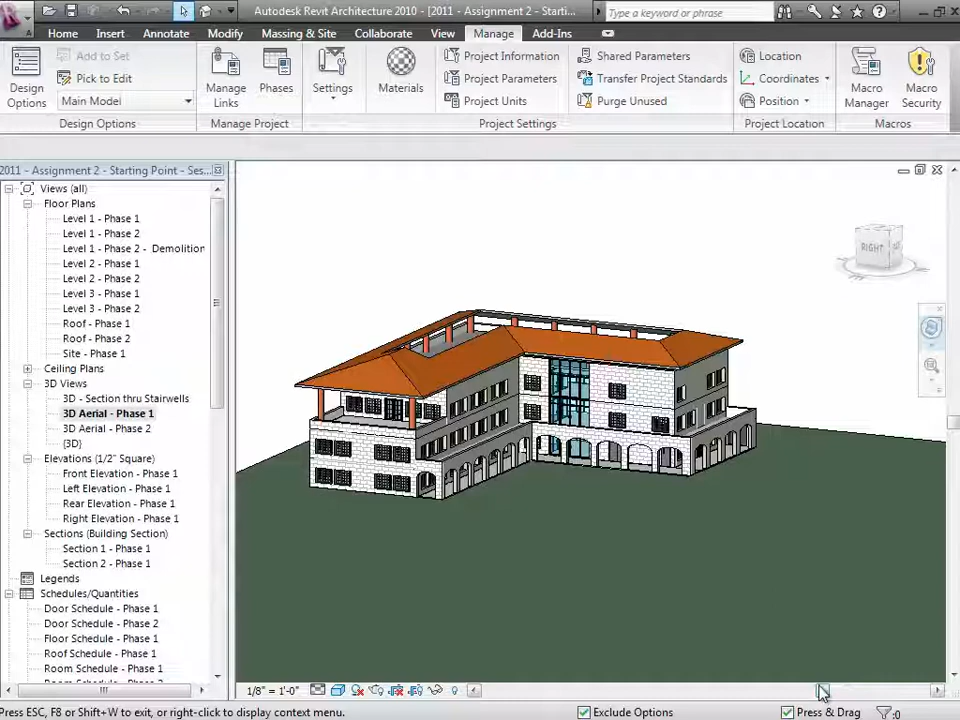 Autodesk Revit Architecture 2010 - [2011 - Assignment 2 - Starti...
Type a keyword or phrase
Home Insert Annotate Modify Massing & Site Collaborate View Manage Add-Ins
Design Options
Add to Set
Pick to Edit
Main Model
Design Options
Manage Links
Phases
Manage Project
Settings
Materials
Project Information
Project Parameters
Project Units
Shared Parameters
Transfer Project Standards
Purge Unused
Project Settings
Location
Coordinates
Position
Project Location
Macro Manager
Macro Security
Macros
2011 - Assignment 2 - Starting Point - Ses...
Views (all)
Floor Plans
Level 1 - Phase 1
Level 1 - Phase 2
Level 1 - Phase 2 - Demolition
Level 2 - Phase 1
Level 2 - Phase 2
Level 3 - Phase 1
Level 3 - Phase 2
Roof - Phase 1
Roof - Phase 2
Site - Phase 1
Ceiling Plans
3D Views
3D - Section thru Stairwells
3D Aerial - Phase 1
3D Aerial - Phase 2
{3D}
Elevations (1/2" Square)
Front Elevation - Phase 1
Left Elevation - Phase 1
Rear Elevation - Phase 1
Right Elevation - Phase 1
Sections (Building Section)
Section 1 - Phase 1
Section 2 - Phase 1
Legends
Schedules/Quantities
Door Schedule - Phase 1
Door Schedule - Phase 2
Floor Schedule - Phase 1
Roof Schedule - Phase 1
Room Schedule - Phase 1
RIGHT
1/8" = 1'-0"
Press ESC, F8 or Shift+W to exit, or right-click to display context menu.
Exclude Options
Press & Drag
:0